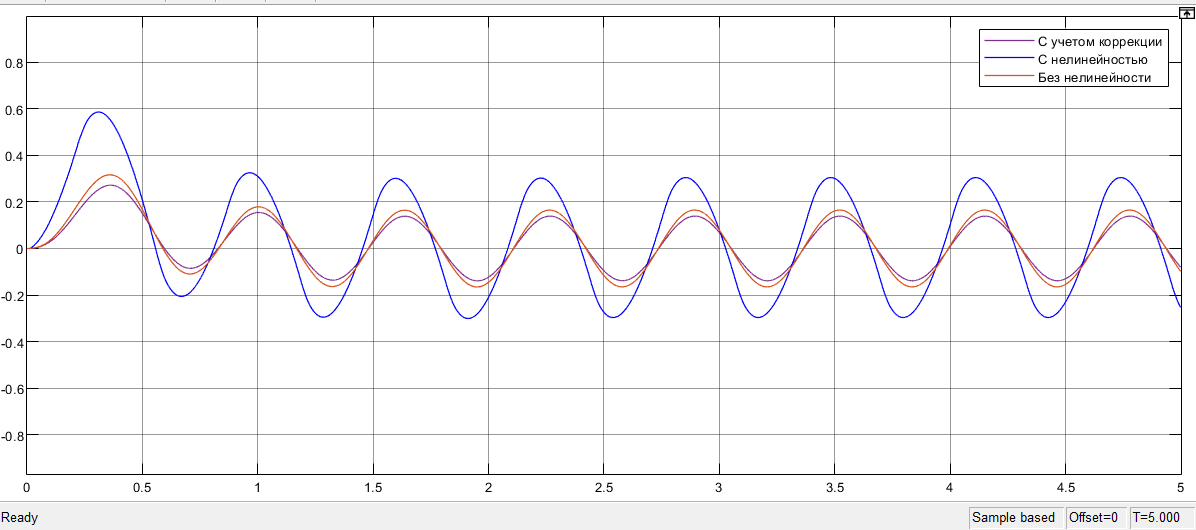 С учетом коррекции
С нелинейностью
Без нелинейности
0.8
0.6
0.4
0.2
0
-0.2
-0.4
-0.6
-0.8
0 0.5 1 1.5 2 2.5 3 3.5 4 4.5 5
Ready Sample based Offset=0 T=5.000